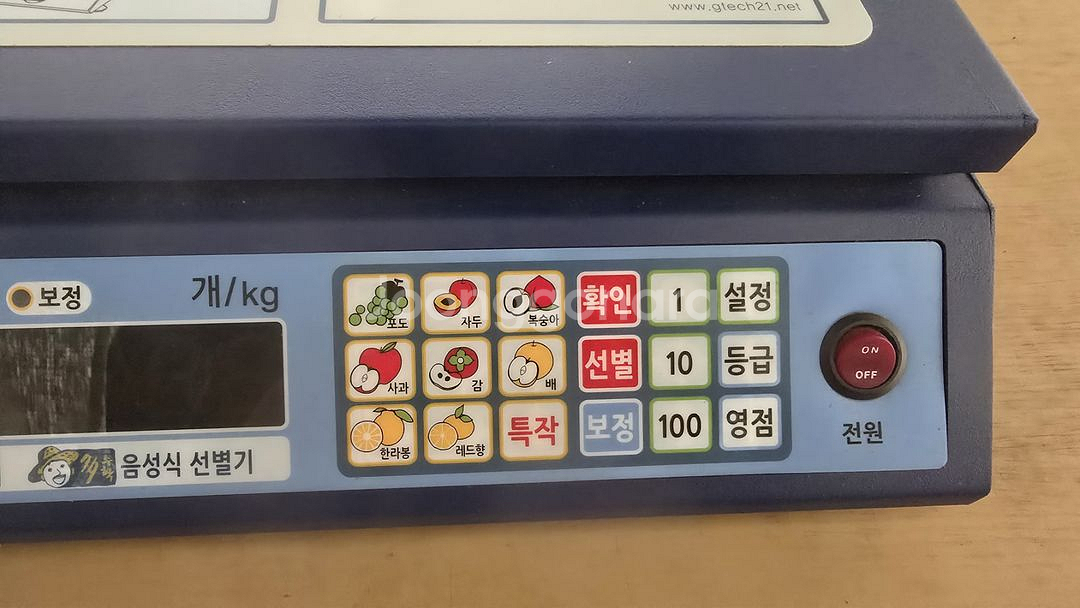 www.gtech21.net
보정
개/kg
포도 자두 복숭아 확인 1 설정
사과 감 배 선별 10 등급
한라봉 레드향 특작 보정 100 영점
ON
OFF
전원
음성식 선별기